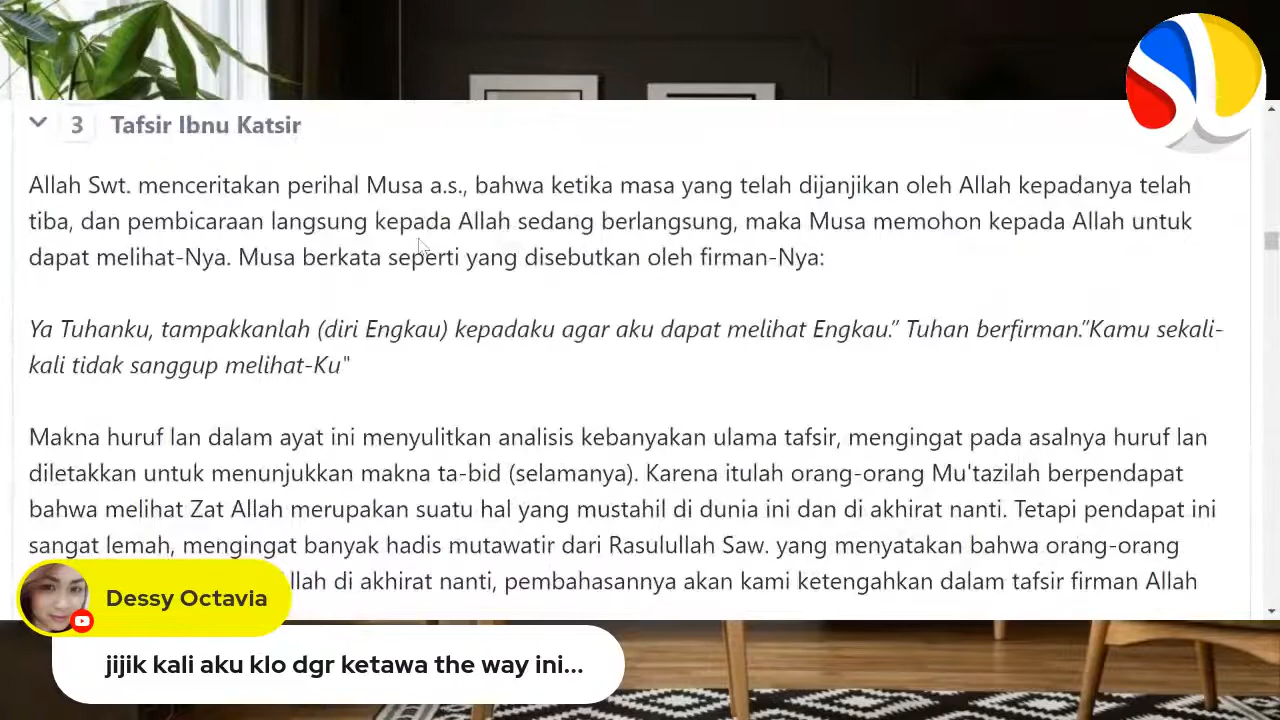 3 Tafsir Ibnu Katsir
Allah Swt. menceritakan perihal Musa a.s., bahwa ketika masa yang telah dijanjikan oleh Allah kepadanya telah
tiba, dan pembicaraan langsung kepada Allah sedang berlangsung, maka Musa memohon kepada Allah untuk
dapat melihat-Nya. Musa berkata seperti yang disebutkan oleh firman-Nya:
Ya Tuhanku, tampakkanlah (diri Engkau) kepadaku agar aku dapat melihat Engkau.” Tuhan berfirman.”Kamu sekali-
kali tidak sanggup melihat-Ku"
Makna huruf lan dalam ayat ini menyulitkan analisis kebanyakan ulama tafsir, mengingat pada asalnya huruf lan
diletakkan untuk menunjukkan makna ta-bid (selamanya). Karena itulah orang-orang Mu'tazilah berpendapat
bahwa melihat Zat Allah merupakan suatu hal yang mustahil di dunia ini dan di akhirat nanti. Tetapi pendapat ini
sangat lemah, mengingat banyak hadis mutawatir dari Rasulullah Saw. yang menyatakan bahwa orang-orang
di akhirat nanti, pembahasannya akan kami ketengahkan dalam tafsir firman Allah
Dessy Octavia
jijik kali aku klo dgr ketawa the way ini...